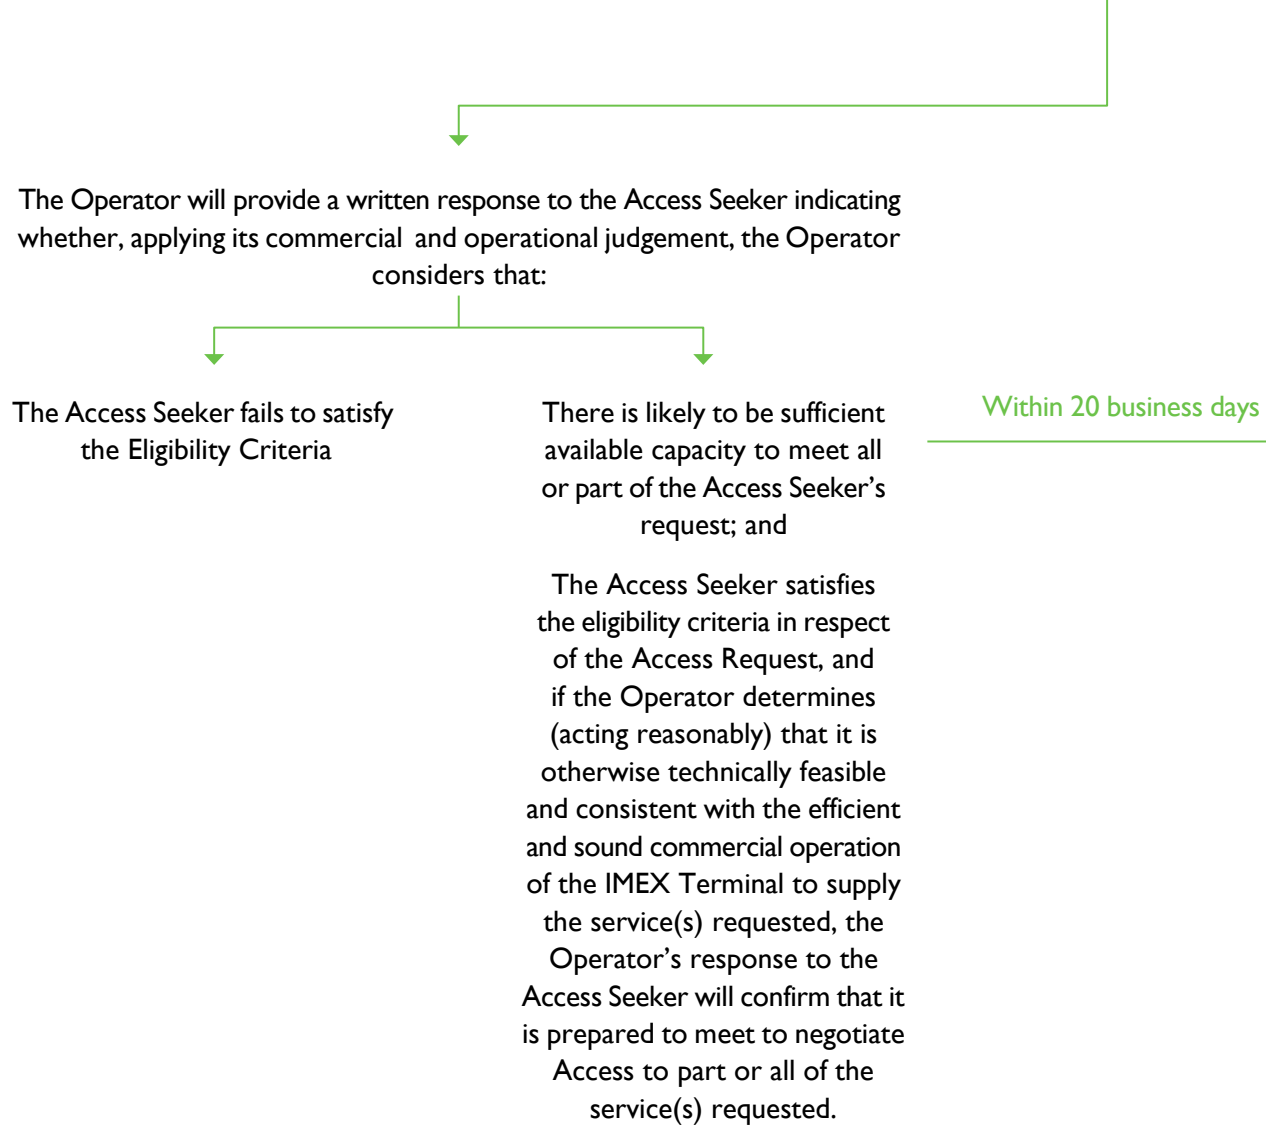 The Operator will provide a written response to the Access Seeker indicating
whether, applying its commercial and operational judgement, the Operator
considers that:
The Access Seeker fails to satisfy
the Eligibility Criteria
There is likely to be sufficient
available capacity to meet all
or part of the Access Seeker’s
request; and
The Access Seeker satisfies
the eligibility criteria in respect
of the Access Request, and
if the Operator determines
(acting reasonably) that it is
otherwise technically feasible
and consistent with the efficient
and sound commercial operation
of the IMEX Terminal to supply
the service(s) requested, the
Operator’s response to the
Access Seeker will confirm that it
is prepared to meet to negotiate
Access to part or all of the
service(s) requested.
Within 20 business days